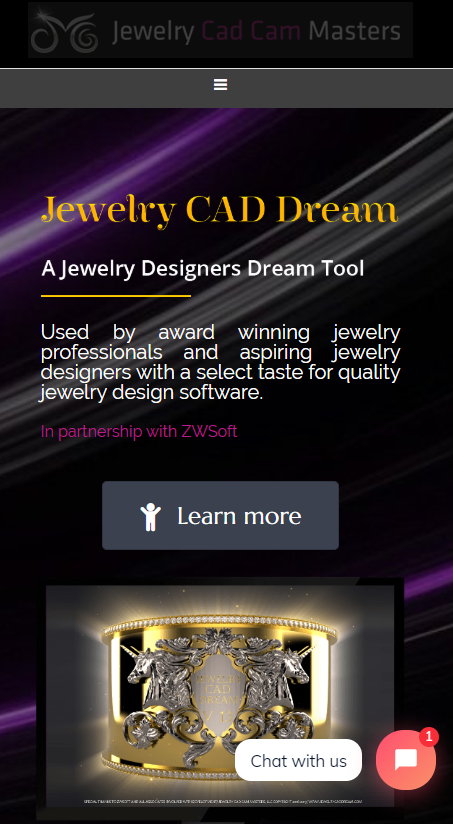 Jewelry Cad Cam Masters
Jewelry CAD Dream
A Jewelry Designers Dream Tool
Used by award winning jewelry
professionals and aspiring jewelry
designers with a select taste for quality
jewelry design software.
In partnership with ZWSoft
Learn more
JEWELRY
CAD
DREAM
1
Chat with us